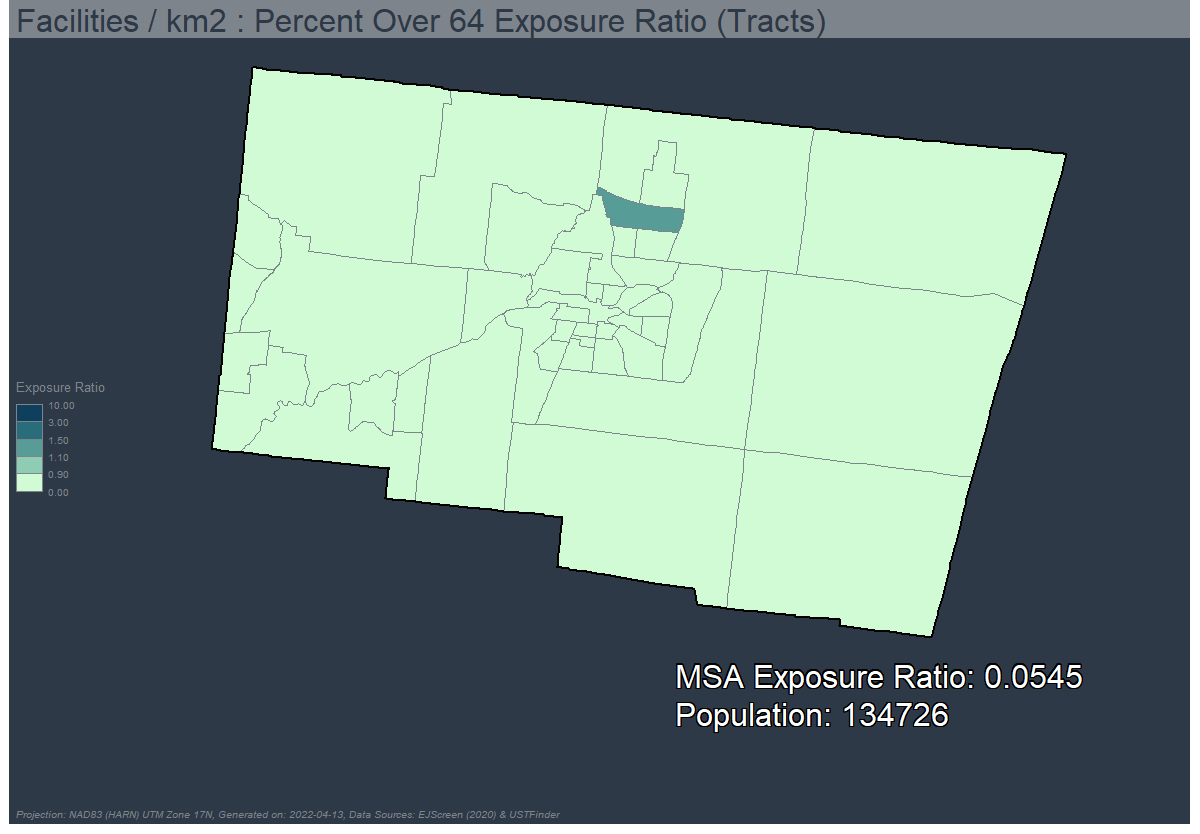 Facilities / km2 : Percent Over 64 Exposure Ratio (Tracts)
Exposure Ratio
10.00
3.00
1.50
1.10
0.90
0.00
MSA Exposure Ratio: 0.0545
Population: 134726
Projection: NAD83 (HARN) UTM Zone 17N, Generated on: 2022-04-13, Data Sources: EJScreen (2020) & USTFinder